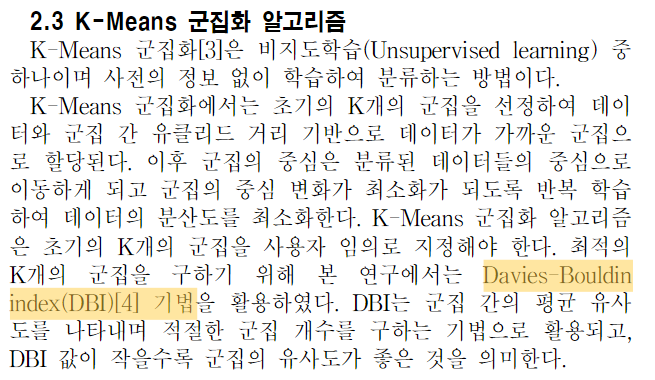 2.3 K-Means 군집화 알고리즘
K-Means 군집화[3]은 비지도학습(Unsupervised learning) 중
하나이며 사전의 정보 없이 학습하여 분류하는 방법이다.
K-Means 군집화에서는 초기의 K개의 군집을 선정하여 데이
터와 군집 간 유클리드 거리 기반으로 데이터가 가까운 군집으
로 할당된다. 이후 군집의 중심은 분류된 데이터들의 중심으로
이동하게 되고 군집의 중심 변화가 최소화가 되도록 반복 학습
하여 데이터의 분산도를 최소화한다. K-Means 군집화 알고리즘
은 초기의 K개의 군집을 사용자 임의로 지정해야 한다. 최적의
K개의 군집을 구하기 위해 본 연구에서는 Davies-Bouldin
index(DBI)[4] 기법을 활용하였다. DBI는 군집 간의 평균 유사
도를 나타내며 적절한 군집 개수를 구하는 기법으로 활용되고,
DBI 값이 작을수록 군집의 유사도가 좋은 것을 의미한다.